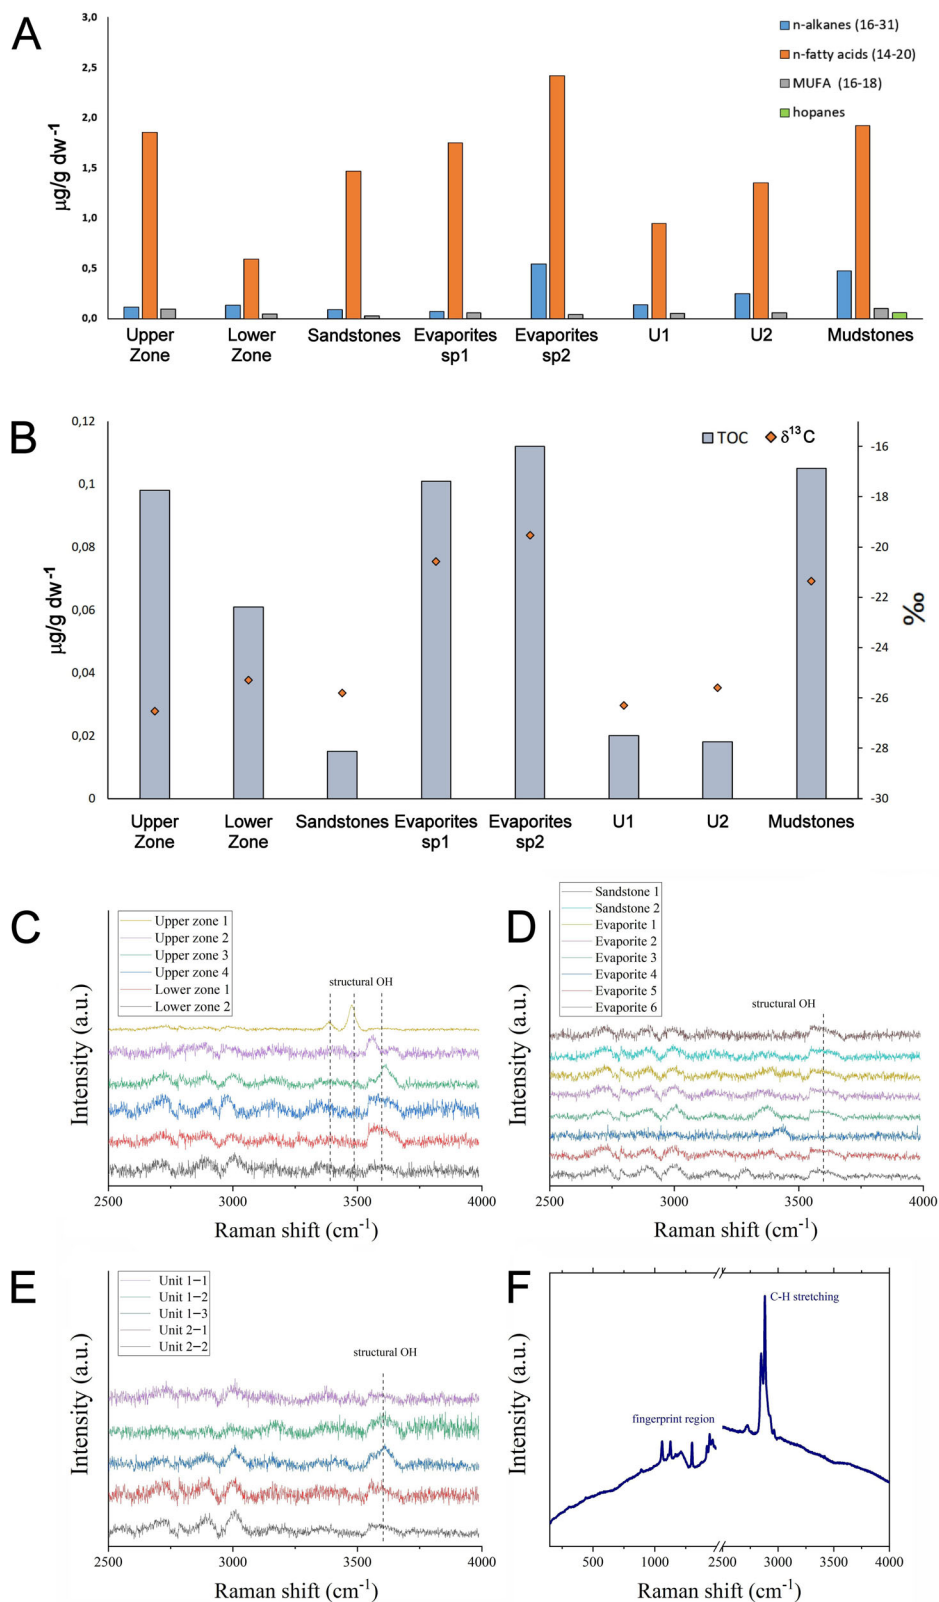 A
3,0
2,5
2,0
1,5
1,0
0,5
0,0
µg/g dw-1
n-alkanes (16-31)
n-fatty acids (14-20)
MUFA (16-18)
hopanes
Upper
Zone
Lower
Zone
Sandstones
Evaporites
sp1
Evaporites
sp2
U1
U2
Mudstones
B
0,12
0,1
0,08
0,06
0,04
0,02
0
µg/g dw-1
TOC
δ13C
-16
-18
-20
-22
-24
-26
-28
-30
‰
Upper
Zone
Lower
Zone
Sandstones
Evaporites
sp1
Evaporites
sp2
U1
U2
Mudstones
C
Upper zone 1
Upper zone 2
Upper zone 3
Upper zone 4
Lower zone 1
Lower zone 2
structural OH
Intensity (a.u.)
2500
3000
3500
4000
Raman shift (cm-1)
D
Sandstone 1
Sandstone 2
Evaporite 1
Evaporite 2
Evaporite 3
Evaporite 4
Evaporite 5
Evaporite 6
structural OH
Intensity (a.u.)
2500
3000
3500
4000
Raman shift (cm-1)
E
Unit 1−1
Unit 1−2
Unit 1−3
Unit 2−1
Unit 2−2
structural OH
Intensity (a.u.)
2500
3000
3500
4000
Raman shift (cm-1)
F
C-H stretching
fingerprint region
Intensity (a.u.)
500
1000
2500
3000
3500
4000
Raman shift (cm-1)